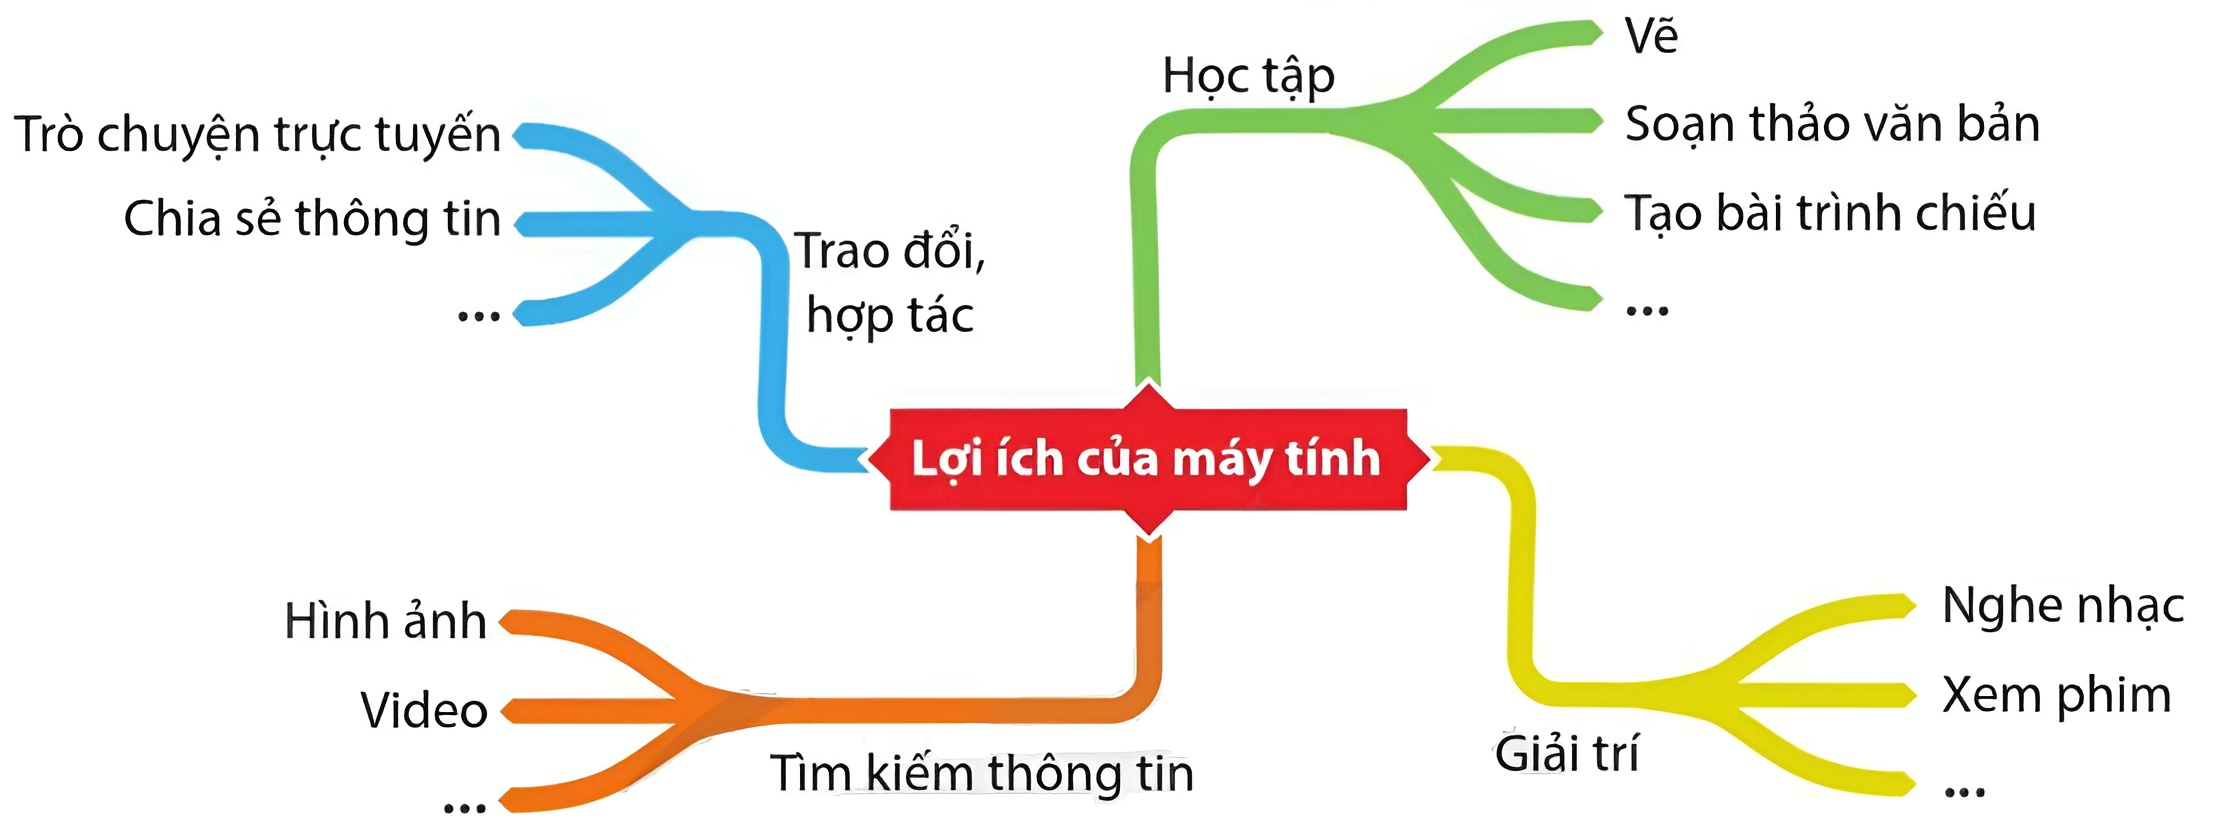 Lợi ích của máy tính
Học tập
Vẽ
Soạn thảo văn bản
Tạo bài trình chiếu
...
Trao đổi,
hợp tác
Trò chuyện trực tuyến
Chia sẻ thông tin
...
Tìm kiếm thông tin
Hình ảnh
Video
...
Giải trí
Nghe nhạc
Xem phim
...